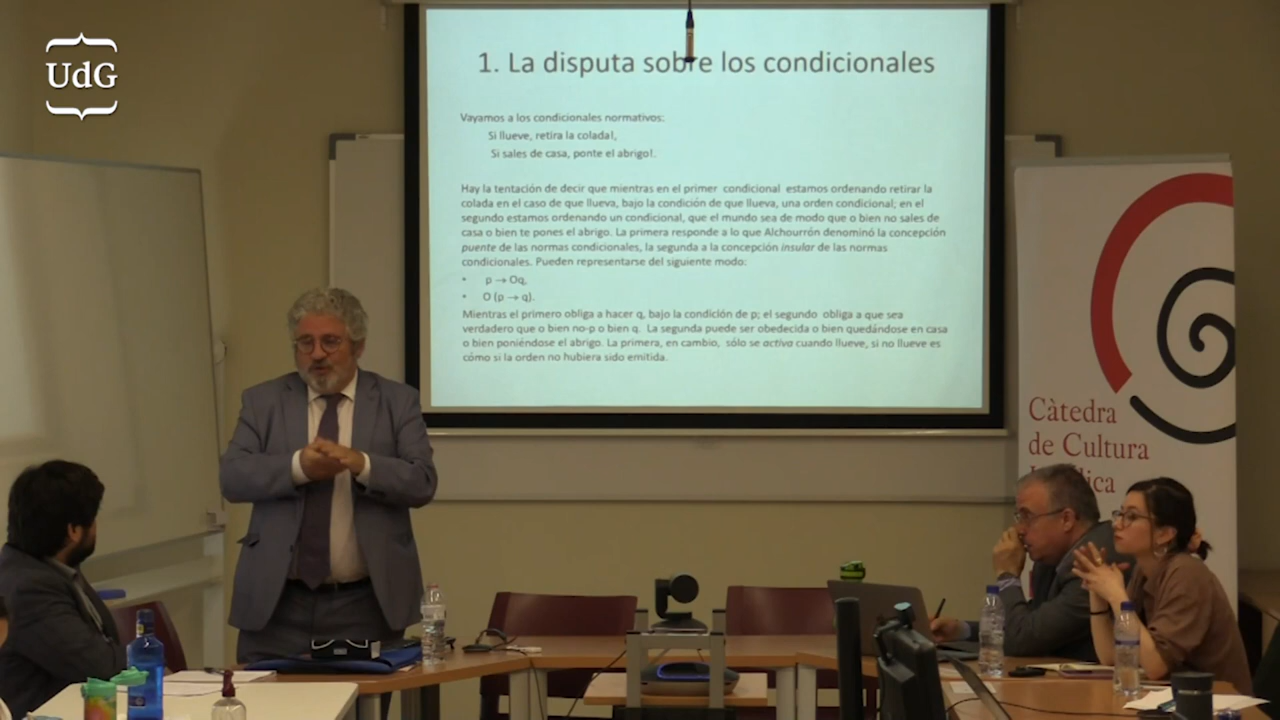 UdG
1. La disputa sobre los condicionales
Vayamos a los condicionales normativos:
Si llueve, retira la colada!,
Si sales de casa, ponte el abrigo!.
Hay la tentación de decir que mientras en el primer condicional estamos ordenando retirar la
colada en el caso de que llueva, bajo la condición de que llueva, una orden condicional; en el
segundo estamos ordenando un condicional, que el mundo sea de modo que o bien no sales de
casa o bien te pones el abrigo. La primera responde a lo que Alchourrón denominó la concepción
puente de las normas condicionales, la segunda a la concepción insular de las normas
condicionales. Pueden representarse del siguiente modo:
• p → Oq,
• O (p → q).
Mientras el primero obliga a hacer q, bajo la condición de p; el segundo obliga a que sea
verdadero que o bien no-p o bien q. La segunda puede ser obedecida o bien quedándose en casa
o bien poniéndose el abrigo. La primera, en cambio, sólo se activa cuando llueve, si no llueve es
cómo si la orden no hubiera sido emitida.
Càtedra
de Cultura